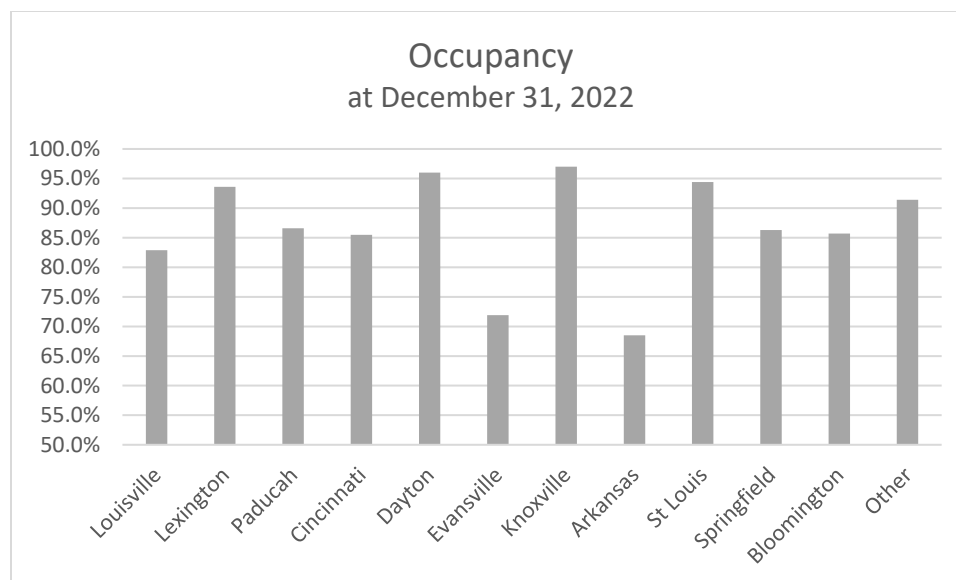 Occupancy
at December 31, 2022
100.0%
95.0%
90.0%
85.0%
80.0%
75.0%
70.0%
65.0%
60.0%
55.0%
50.0%
Louisville
Lexington
Paducah
Cincinnati
Dayton
Evansville
Knoxville
Arkansas
St Louis
Springfield
Bloomington
Other